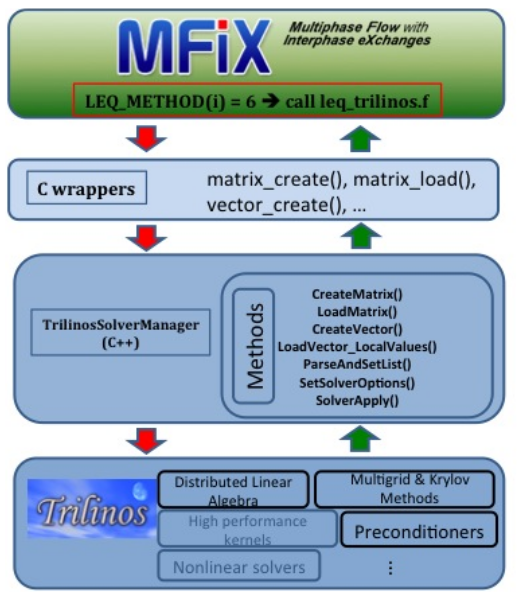 MFiX
Multiphase Flow with
Interphase eXchanges
LEQ_METHOD(i) = 6 ➔ call leq_trilinos.f
C wrappers
matrix_create(), matrix_load(),
vector_create(), ...
TrilinosSolverManager
(C++)
Methods
CreateMatrix()
LoadMatrix()
CreateVector()
LoadVector_LocalValues()
ParseAndSetList()
SetSolverOptions()
SolverApply()
Trilinos
Distributed Linear
Algebra
Multigrid & Krylov
Methods
High performance
kernels
Preconditioners
Nonlinear solvers
⋮